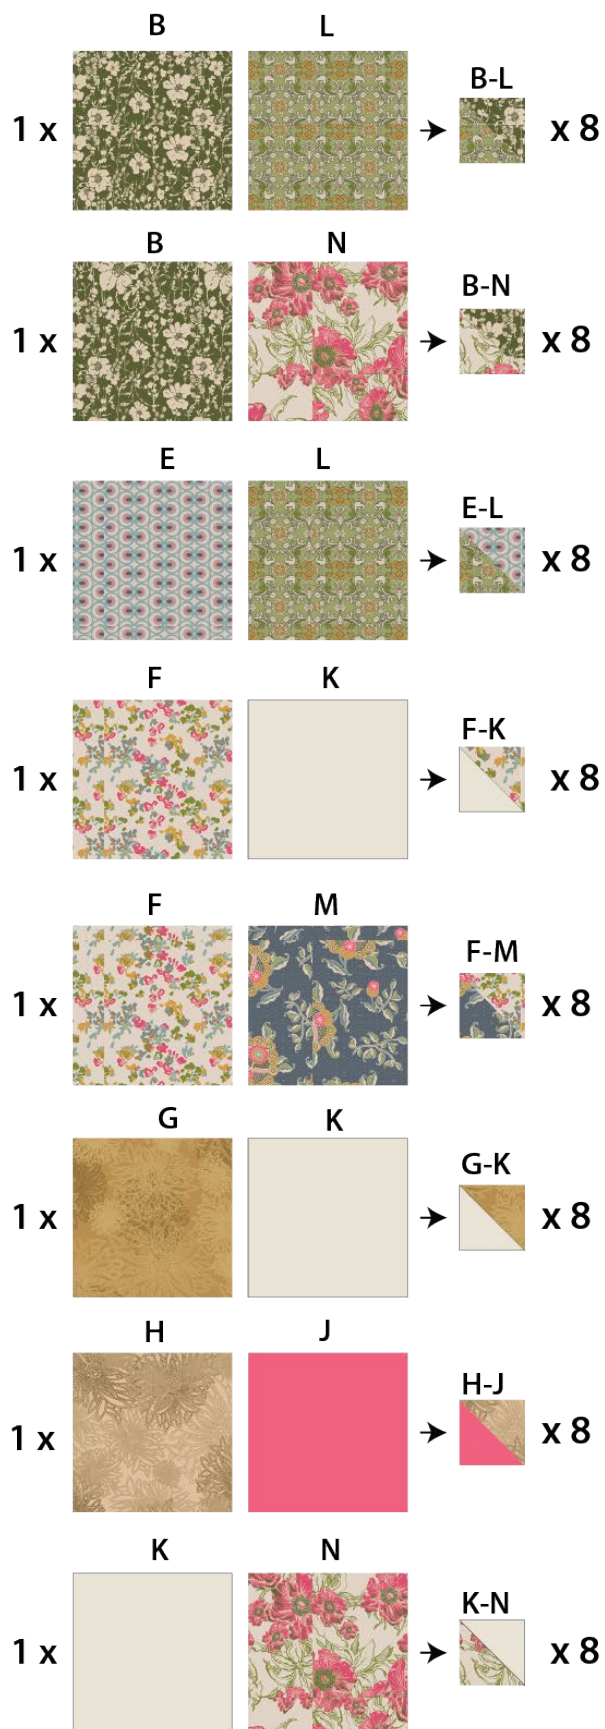 B L
B-L
1 x x 8
B N
B-N
1 x x 8
E L
E-L
1 x x 8
F K
F-K
1 x x 8
F M
F-M
1 x x 8
G K
G-K
1 x x 8
H J
H-J
1 x x 8
K N
K-N
1 x x 8